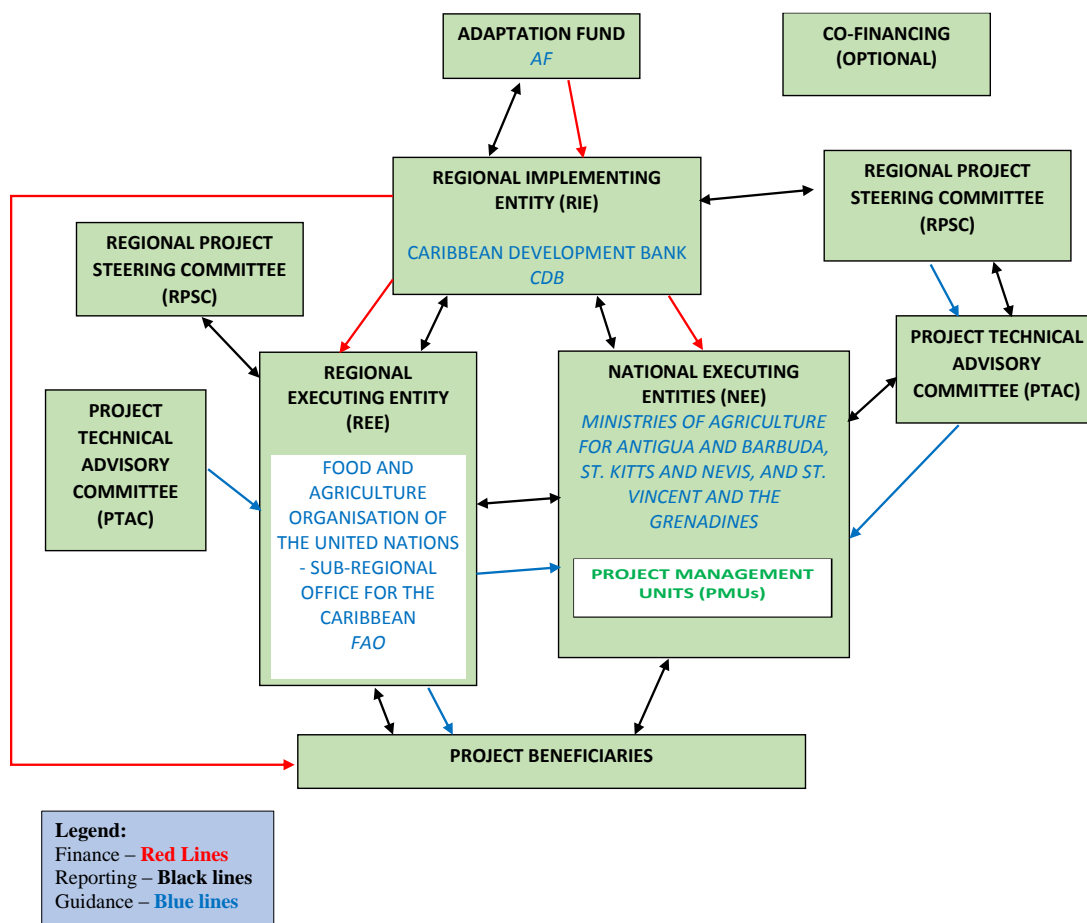 ADAPTATION FUND
AF
CO-FINANCING
(OPTIONAL)
REGIONAL IMPLEMENTING
ENTITY (RIE)
CARIBBEAN DEVELOPMENT BANK
CDB
REGIONAL PROJECT
STEERING COMMITTEE
(RPSC)
REGIONAL PROJECT
STEERING COMMITTEE
(RPSC)
PROJECT TECHNICAL
ADVISORY
COMMITTEE (PTAC)
REGIONAL
EXECUTING ENTITY
(REE)
FOOD AND
AGRICULTURE
ORGANISATION OF
THE UNITED NATIONS
- SUB-REGIONAL
OFFICE FOR THE
CARIBBEAN
FAO
NATIONAL EXECUTING
ENTITIES (NEE)
MINISTRIES OF AGRICULTURE
FOR ANTIGUA AND BARBUDA,
ST. KITTS AND NEVIS, AND ST.
VINCENT AND THE
GRENADINES
PROJECT MANAGEMENT
UNITS (PMUs)
PROJECT
TECHNICAL
ADVISORY
COMMITTEE
(PTAC)
PROJECT BENEFICIARIES
Legend:
Finance – Red Lines
Reporting – Black lines
Guidance – Blue lines